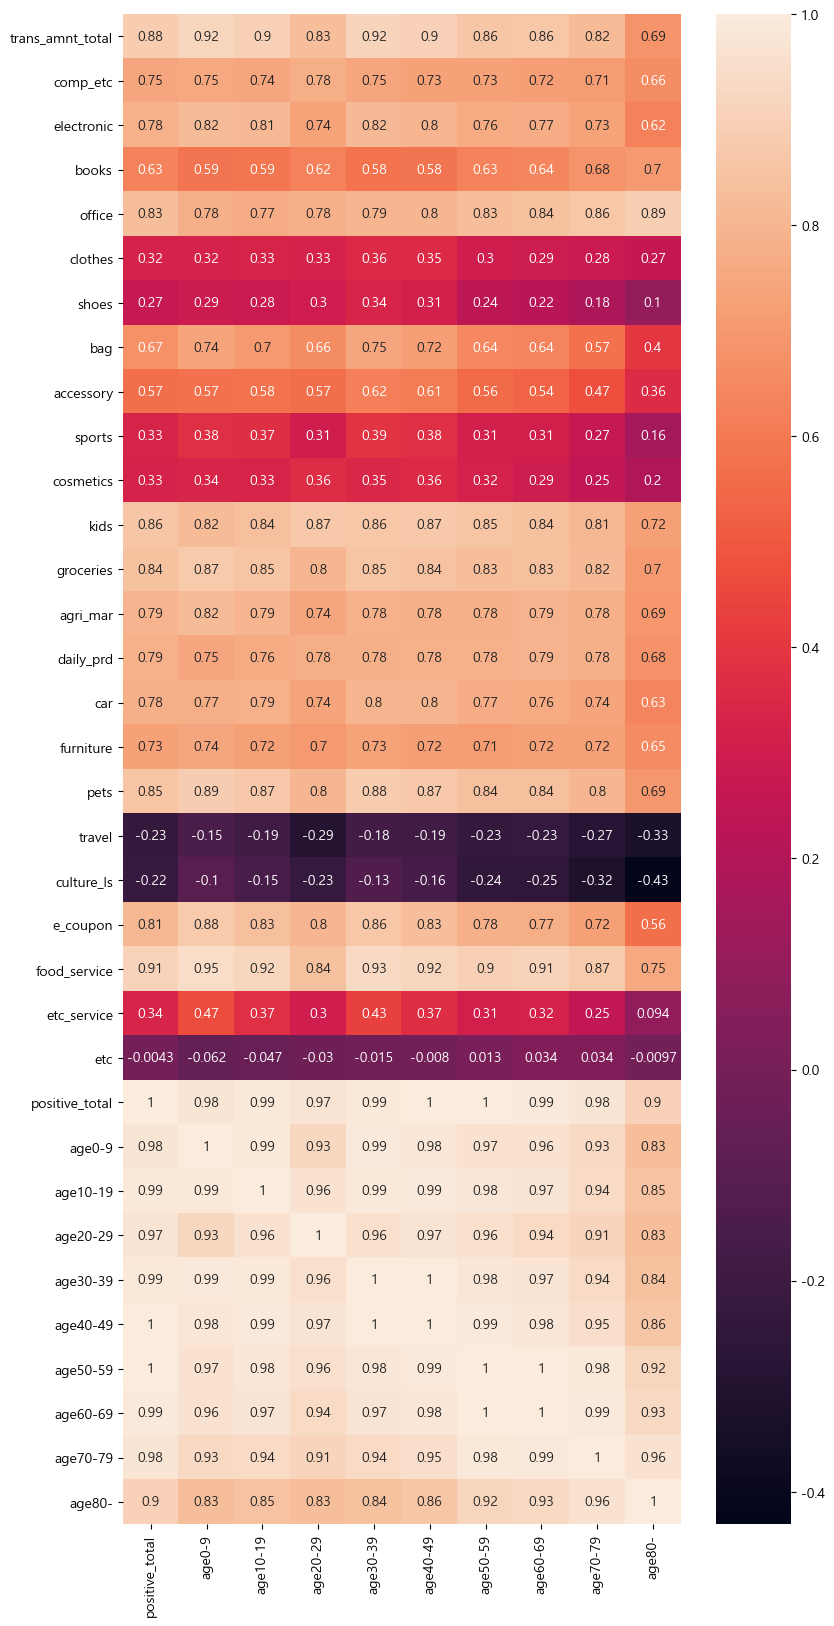 trans_amnt_total 0.88 0.92 0.9 0.83 0.92 0.9 0.86 0.86 0.82 0.69
comp_etc 0.75 0.75 0.74 0.78 0.75 0.73 0.73 0.72 0.71 0.66
electronic 0.78 0.82 0.81 0.74 0.82 0.8 0.76 0.77 0.73 0.62
books 0.63 0.59 0.59 0.62 0.58 0.58 0.63 0.64 0.68 0.7
office 0.83 0.78 0.77 0.78 0.79 0.8 0.83 0.84 0.86 0.89
clothes 0.32 0.32 0.33 0.33 0.36 0.35 0.3 0.29 0.28 0.27
shoes 0.27 0.29 0.28 0.3 0.34 0.31 0.24 0.22 0.18 0.1
bag 0.67 0.74 0.7 0.66 0.75 0.72 0.64 0.64 0.57 0.4
accessory 0.57 0.57 0.58 0.57 0.62 0.61 0.56 0.54 0.47 0.36
sports 0.33 0.38 0.37 0.31 0.39 0.38 0.31 0.31 0.27 0.16
cosmetics 0.33 0.34 0.33 0.36 0.35 0.36 0.32 0.29 0.25 0.2
kids 0.86 0.82 0.84 0.87 0.86 0.87 0.85 0.84 0.81 0.72
groceries 0.84 0.87 0.85 0.8 0.85 0.84 0.83 0.83 0.82 0.7
agri_mar 0.79 0.82 0.79 0.74 0.78 0.78 0.78 0.79 0.78 0.69
daily_prd 0.79 0.75 0.76 0.78 0.78 0.78 0.78 0.79 0.78 0.68
car 0.78 0.77 0.79 0.74 0.8 0.8 0.77 0.76 0.74 0.63
furniture 0.73 0.74 0.72 0.7 0.73 0.72 0.71 0.72 0.72 0.65
pets 0.85 0.89 0.87 0.8 0.88 0.87 0.84 0.84 0.8 0.69
travel -0.23 -0.15 -0.19 -0.29 -0.18 -0.19 -0.23 -0.23 -0.27 -0.33
culture_ls -0.22 -0.1 -0.15 -0.23 -0.13 -0.16 -0.24 -0.25 -0.32 -0.43
e_coupon 0.81 0.88 0.83 0.8 0.86 0.83 0.78 0.77 0.72 0.56
food_service 0.91 0.95 0.92 0.84 0.93 0.92 0.9 0.91 0.87 0.75
etc_service 0.34 0.47 0.37 0.3 0.43 0.37 0.31 0.32 0.25 0.094
etc -0.0043 -0.062 -0.047 -0.03 -0.015 -0.008 0.013 0.034 0.034 -0.0097
positive_total 1 0.98 0.99 0.97 0.99 1 1 0.99 0.98 0.9
age0-9 0.98 1 0.99 0.93 0.99 0.98 0.97 0.96 0.93 0.83
age10-19 0.99 0.99 1 0.96 0.99 0.99 0.98 0.97 0.94 0.85
age20-29 0.97 0.93 0.96 1 0.96 0.97 0.96 0.94 0.91 0.83
age30-39 0.99 0.99 0.99 0.96 1 1 0.98 0.97 0.94 0.84
age40-49 1 0.98 0.99 0.97 1 1 0.99 0.98 0.95 0.86
age50-59 1 0.97 0.98 0.96 0.98 0.99 1 1 0.98 0.92
age60-69 0.99 0.96 0.97 0.94 0.97 0.98 1 1 0.99 0.93
age70-79 0.98 0.93 0.94 0.91 0.94 0.95 0.98 0.99 1 0.96
age80- 0.9 0.83 0.85 0.83 0.84 0.86 0.92 0.93 0.96 1
positive_total age0-9 age10-19 age20-29 age30-39 age40-49 age50-59 age60-69 age70-79 age80-
1.0
0.8
0.6
0.4
0.2
0.0
-0.2
-0.4